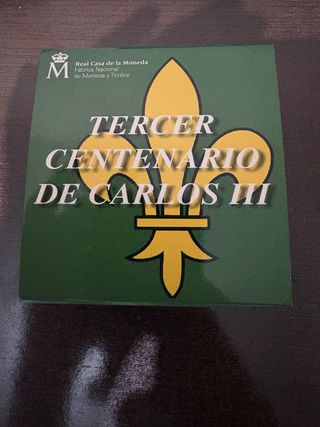 Real Casa de la Moneda
Fábrica Nacional
de Moneda y Timbre
M
TERCER
CENTENARIO
DE CARLOS III